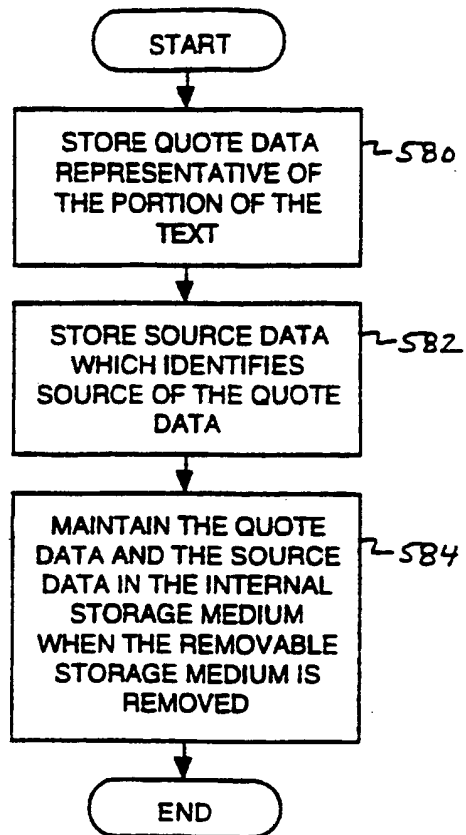 START
STORE QUOTE DATA
REPRESENTATIVE OF
THE PORTION OF THE
TEXT
580
STORE SOURCE DATA
WHICH IDENTIFIES
SOURCE OF THE QUOTE
DATA
582
MAINTAIN THE QUOTE
DATA AND THE SOURCE
DATA IN THE INTERNAL
STORAGE MEDIUM
WHEN THE REMOVABLE
STORAGE MEDIUM IS
REMOVED
584
END